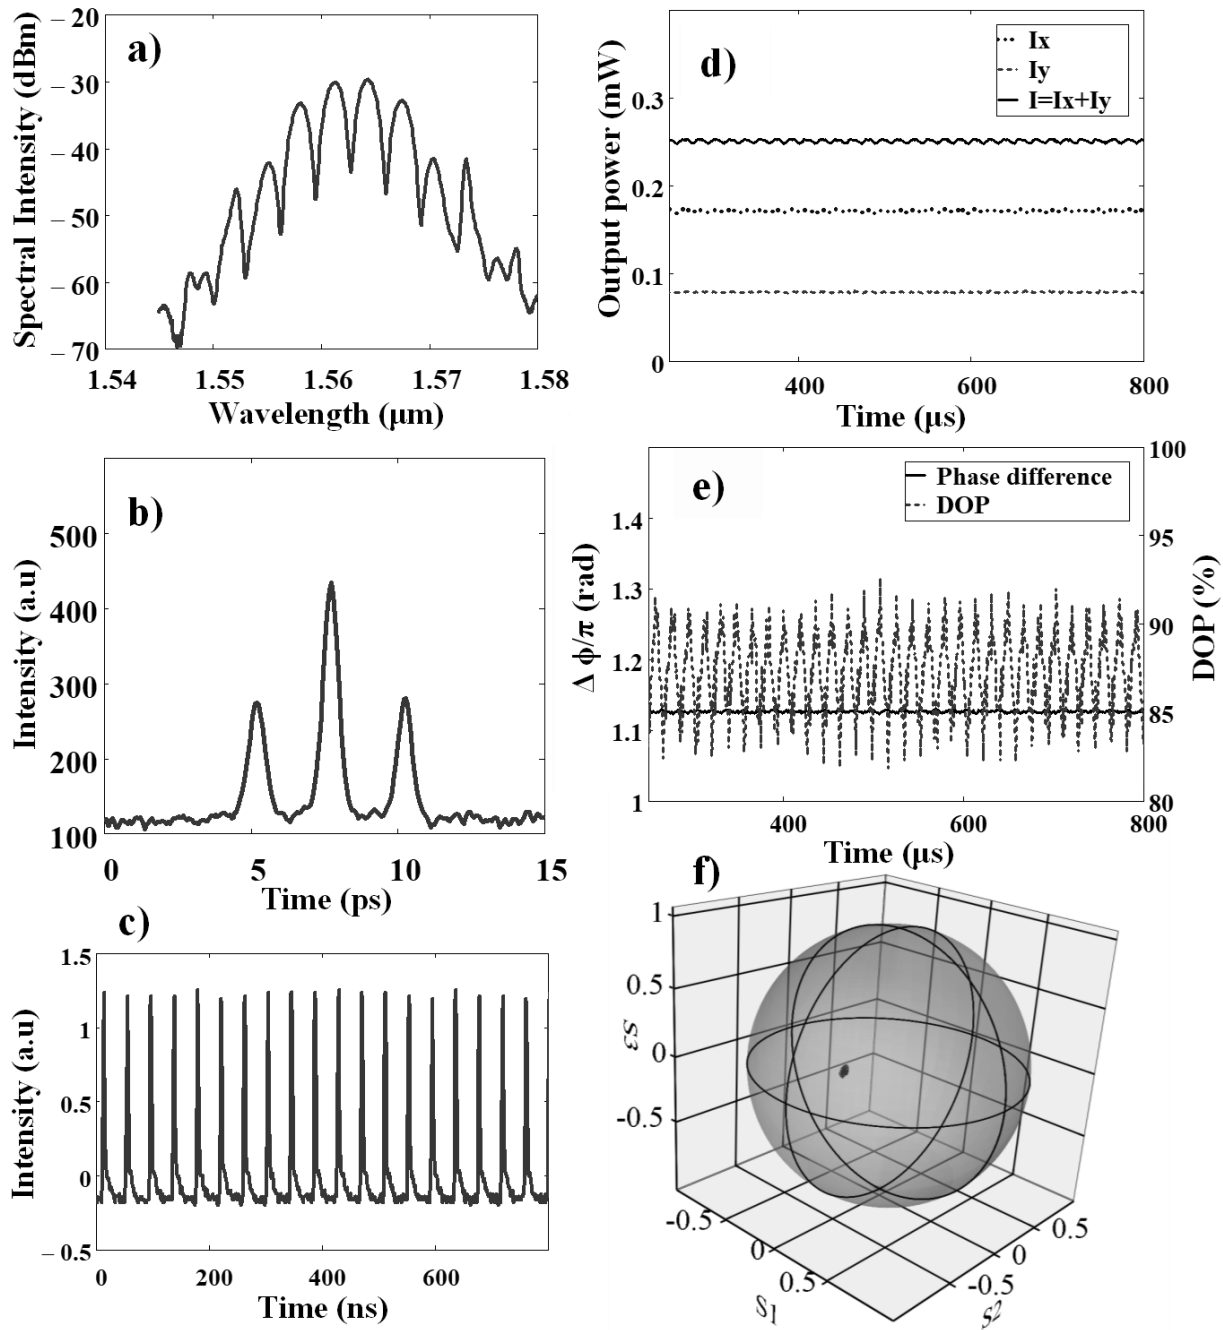 a)
Spectral Intensity (dBm)
−20
−30
−40
−50
−60
−70
1.54 1.55 1.56 1.57 1.58
Wavelength (μm)
b)
Intensity (a.u)
500
400
300
200
100
0 5 10 15
Time (ps)
c)
Intensity (a.u)
1.5
1
0.5
0
−0.5
0 200 400 600
Time (ns)
d)
Output power (mW)
Ix
Iy
I=Ix+Iy
0.3
0.2
0.1
0
400 600 800
Time (μs)
e)
Phase difference
DOP
Δ ϕ/π (rad)
1.4
1.3
1.2
1.1
1
DOP (%)
100
95
90
85
80
400 600 800
Time (μs)
f)
S3
1
0.5
0
-0.5
-0.5
0
0.5
S1
0.5
0
-0.5
S2